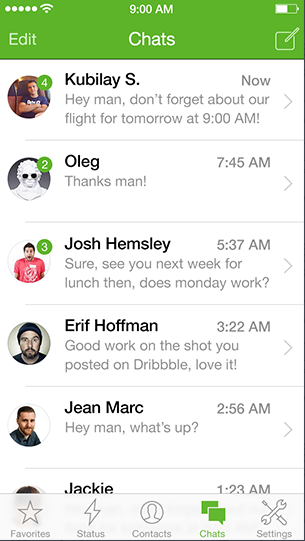 9:00 AM
Edit
Chats
4
Kubilay S.
Now
Hey man, don't forget about our
flight for tomorrow at 9:00 AM!
2
Oleg
7:45 AM
Thanks man!
3
Josh Hemsley
5:37 AM
Sure, see you next week for
lunch then, does monday work?
Erif Hoffman
3:22 AM
Good work on the shot you
posted on Dribbble, love it!
Jean Marc
2:56 AM
Hey man, what's up?
Jackie
1:23 AM
Favorites
Status
Contacts
Chats
Settings